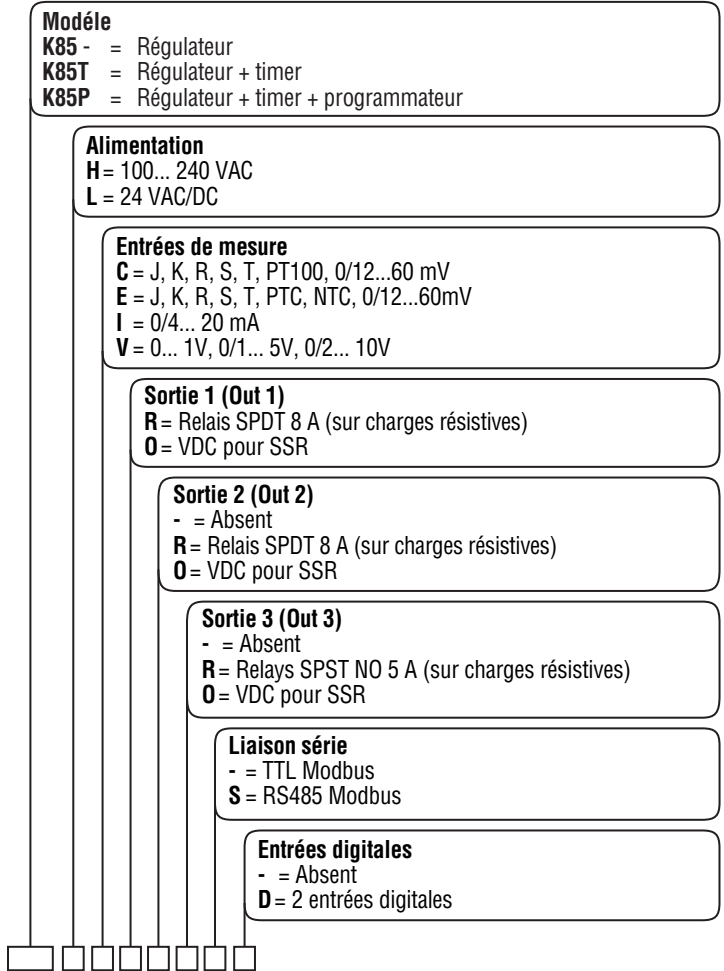 Modéle
K85 - = Régulateur
K85T = Régulateur + timer
K85P = Régulateur + timer + programmateur
Alimentation
H = 100... 240 VAC
L = 24 VAC/DC
Entrées de mesure
C = J, K, R, S, T, PT100, 0/12...60 mV
E = J, K, R, S, T, PTC, NTC, 0/12...60mV
I = 0/4... 20 mA
V = 0... 1V, 0/1... 5V, 0/2... 10V
Sortie 1 (Out 1)
R = Relais SPDT 8 A (sur charges résistives)
O = VDC pour SSR
Sortie 2 (Out 2)
- = Absent
R = Relais SPDT 8 A (sur charges résistives)
O = VDC pour SSR
Sortie 3 (Out 3)
- = Absent
R = Relays SPST NO 5 A (sur charges résistives)
O = VDC pour SSR
Liaison série
- = TTL Modbus
S = RS485 Modbus
Entrées digitales
- = Absent
D = 2 entrées digitales